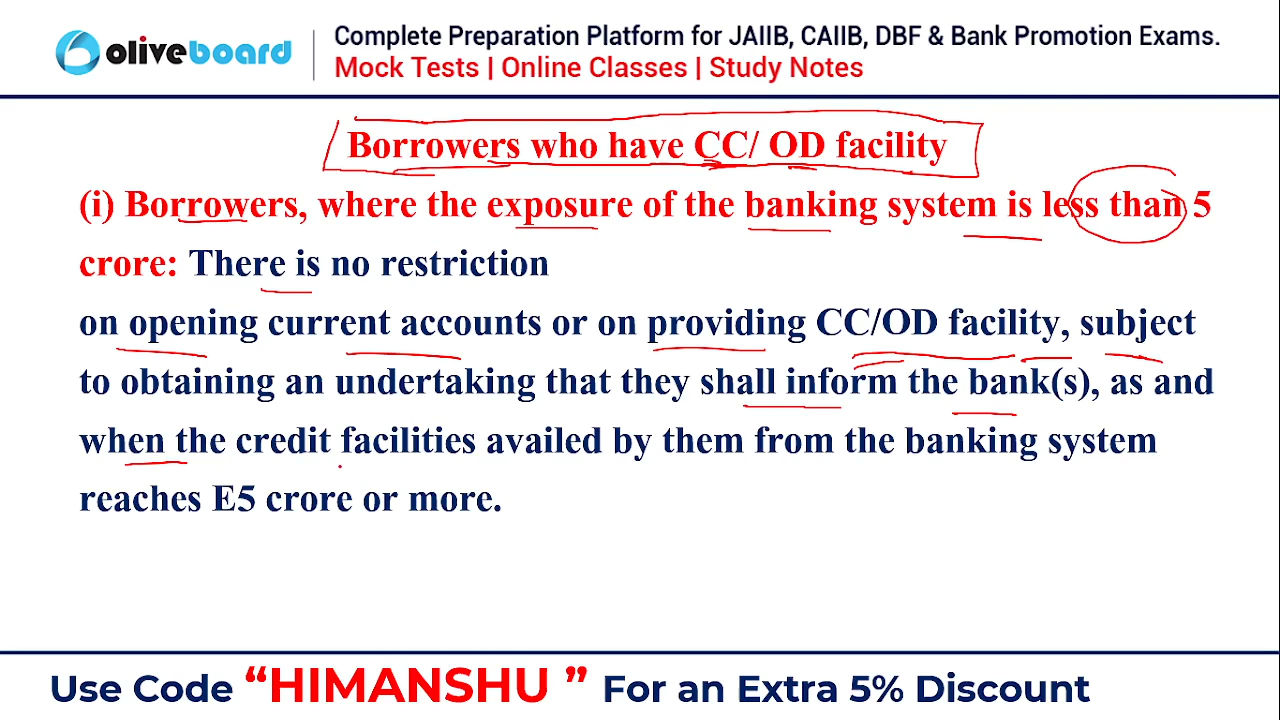 oliveboard
Complete Preparation Platform for JAIIB, CAIIB, DBF & Bank Promotion Exams.
Mock Tests | Online Classes | Study Notes
Borrowers who have CC/ OD facility
(i) Borrowers, where the exposure of the banking system is less than 5
crore: There is no restriction
on opening current accounts or on providing CC/OD facility, subject
to obtaining an undertaking that they shall inform the bank(s), as and
when the credit facilities availed by them from the banking system
reaches E5 crore or more.
Use Code “HIMANSHU ” For an Extra 5% Discount